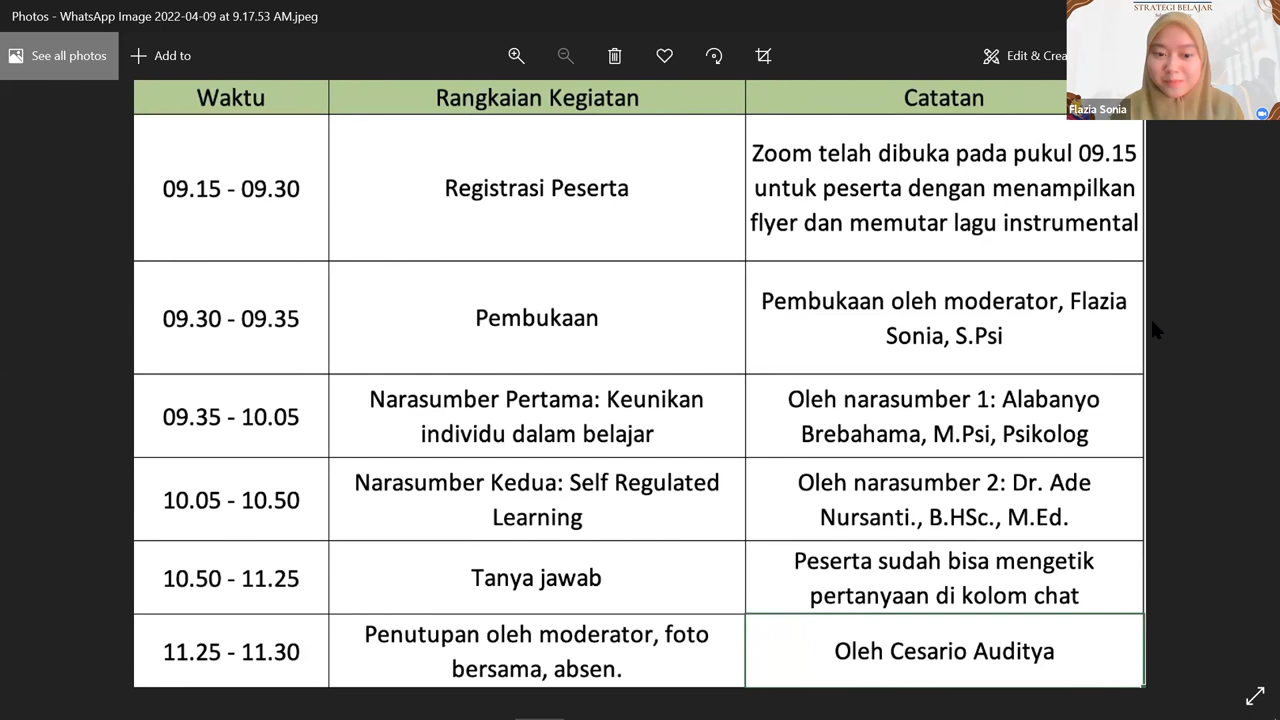 Photos - WhatsApp Image 2022-04-09 at 9.17.53 AM.jpeg
See all photos
Add to
Edit & Crea
STRATEGI BELAJAR
Flazia Sonia
Waktu Rangkaian Kegiatan Catatan
09.15 - 09.30
Registrasi Peserta
Zoom telah dibuka pada pukul 09.15
untuk peserta dengan menampilkan
flyer dan memutar lagu instrumental
09.30 - 09.35
Pembukaan
Pembukaan oleh moderator, Flazia
Sonia, S.Psi
09.35 - 10.05
Narasumber Pertama: Keunikan
individu dalam belajar
Oleh narasumber 1: Alabanyo
Brebahama, M.Psi, Psikolog
10.05 - 10.50
Narasumber Kedua: Self Regulated
Learning
Oleh narasumber 2: Dr. Ade
Nursanti., B.HSc., M.Ed.
10.50 - 11.25
Tanya jawab
Peserta sudah bisa mengetik
pertanyaan di kolom chat
11.25 - 11.30
Penutupan oleh moderator, foto
bersama, absen.
Oleh Cesario Auditya